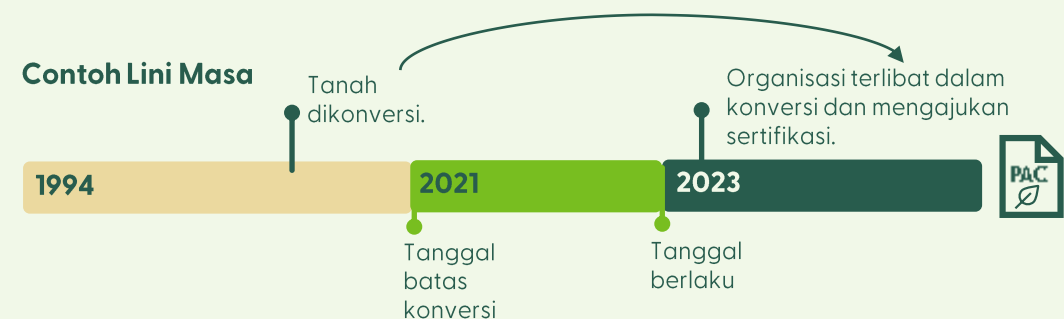 Contoh Lini Masa
Tanah
dikonversi.
Organisasi terlibat dalam
konversi dan mengajukan
sertifikasi.
1994
2021
2023
PAC
Tanggal
batas
konversi
Tanggal
berlaku